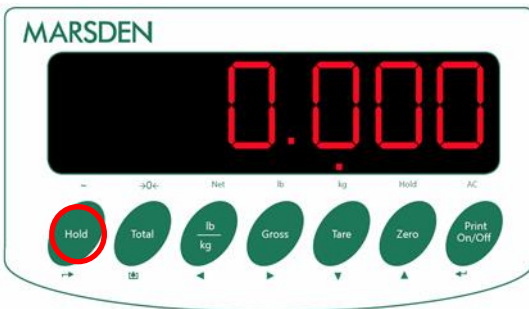 MARSDEN
0.000
~ →0← Net lb kg Hold AC
Hold Total lb/kg Gross Tare Zero Print On/Off